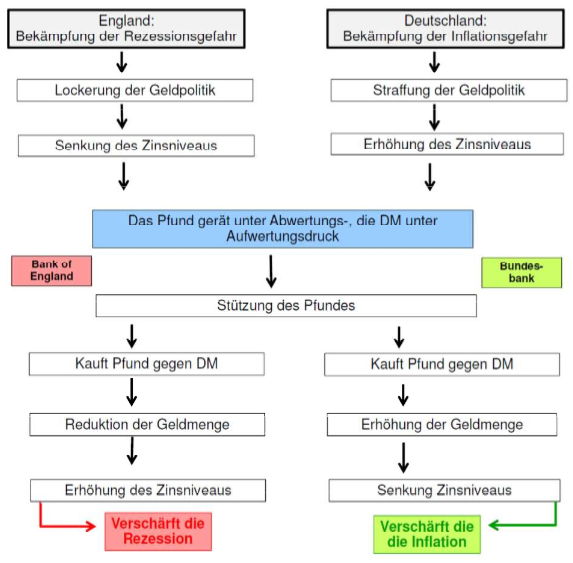 England:
Bekämpfung der Rezessionsgefahr
Deutschland:
Bekämpfung der Inflationsgefahr
Lockerung der Geldpolitik
Straffung der Geldpolitik
Senkung des Zinsniveaus
Erhöhung des Zinsniveaus
Das Pfund gerät unter Abwertungs-, die DM unter
Aufwertungsdruck
Bank of
England
Bundes-
bank
Stützung des Pfundes
Kauft Pfund gegen DM
Kauft Pfund gegen DM
Reduktion der Geldmenge
Erhöhung der Geldmenge
Erhöhung des Zinsniveaus
Senkung Zinsniveaus
Verschärft die
Rezession
Verschärft die
die Inflation